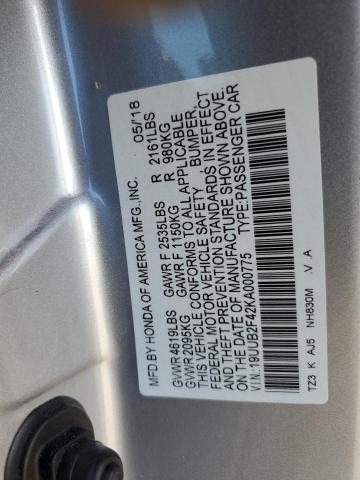 MFD.BY HONDA OF AMERICA MFG.,INC. 05/'18
GVWR 4619LBS GAWR F 2535LBS R 2161LBS
GVWR 2095KG GAWR F 1150KG R 980KG
THIS VEHICLE CONFORMS TO ALL APPLICABLE
FEDERAL MOTOR VEHICLE SAFETY BUMPER,
AND THEFT PREVENTION STANDARDS IN EFFECT
ON THE DATE OF MANUFACTURE SHOWN ABOVE.
V.I.N.:19UUB2F42KA000775 TYPE:PASSENGER CAR
TZ3 K AJ5 NH830M .V .A